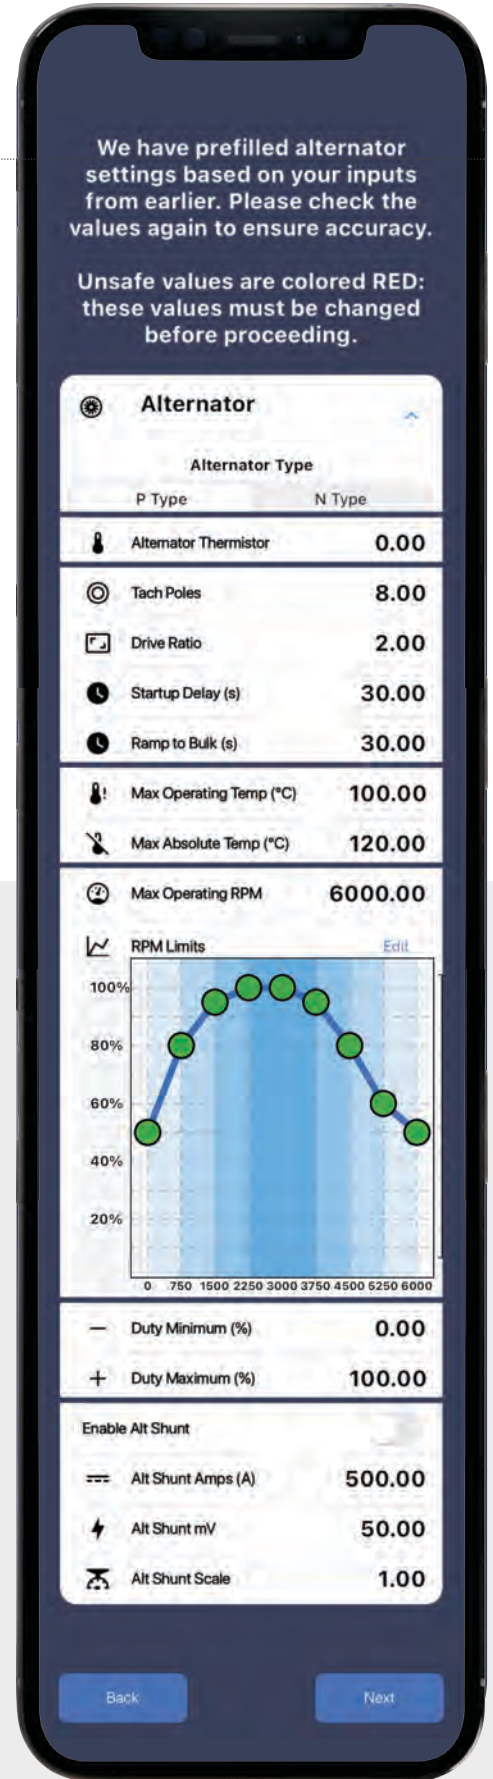 We have prefilled alternator
settings based on your inputs
from earlier. Please check the
values again to ensure accuracy.
Unsafe values are colored RED:
these values must be changed
before proceeding.
Alternator
Alternator Type
P Type N Type
Alternator Thermistor 0.00
Tach Poles 8.00
Drive Ratio 2.00
Startup Delay (s) 30.00
Ramp to Bulk (s) 30.00
Max Operating Temp (°C) 100.00
Max Absolute Temp (°C) 120.00
Max Operating RPM 6000.00
RPM Limits Edit
100%
80%
60%
40%
20%
0 750 1500 2250 3000 3750 4500 5250 6000
Duty Minimum (%) 0.00
Duty Maximum (%) 100.00
Enable Alt Shunt
Alt Shunt Amps (A) 500.00
Alt Shunt mV 50.00
Alt Shunt Scale 1.00
Back Next